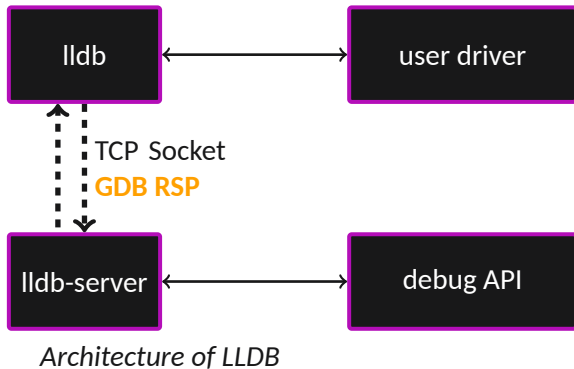 lldb
user driver
TCP Socket
GDB RSP
lldb-server
debug API
Architecture of LLDB